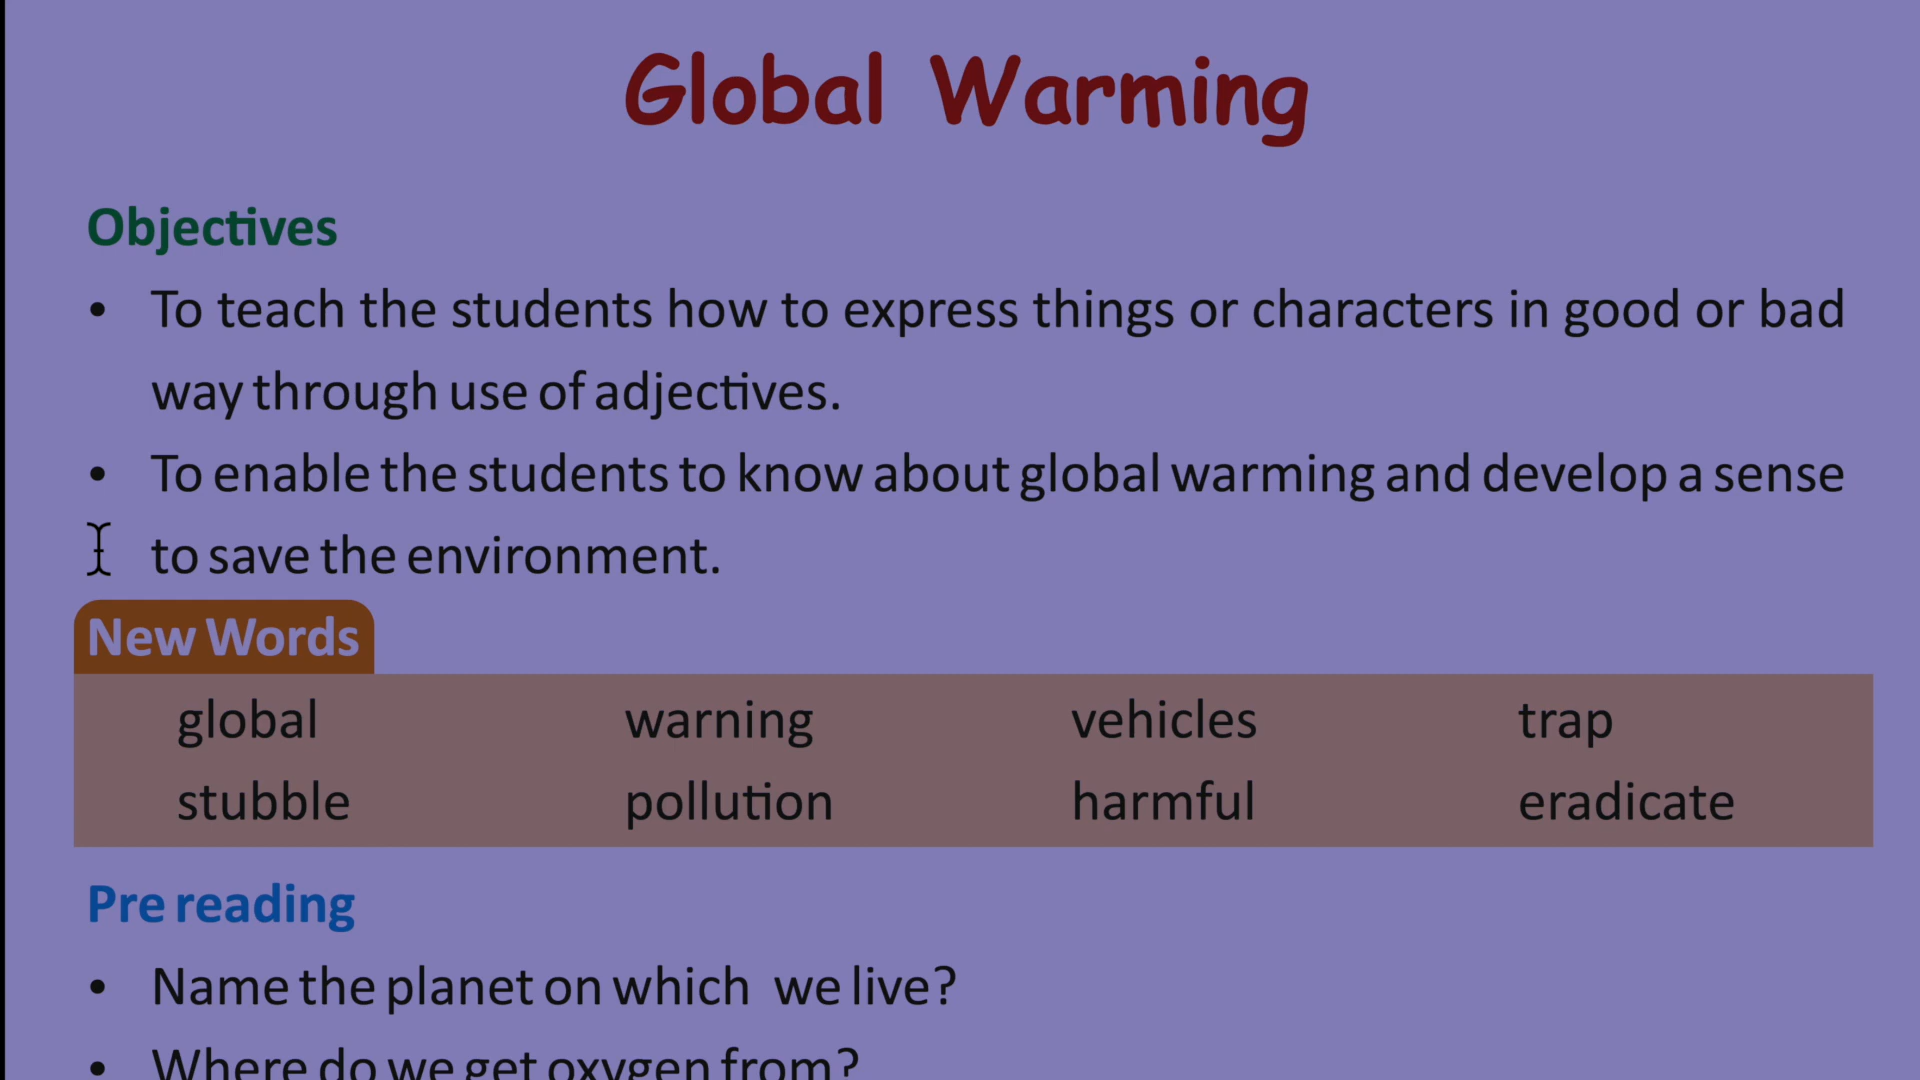 Global Warming
Objectives
• To teach the students how to express things or characters in good or bad
way through use of adjectives.
• To enable the students to know about global warming and develop a sense
to save the environment.
New Words
global warning vehicles trap
stubble pollution harmful eradicate
Pre reading
• Name the planet on which we live?
• Where do we get oxygen from?